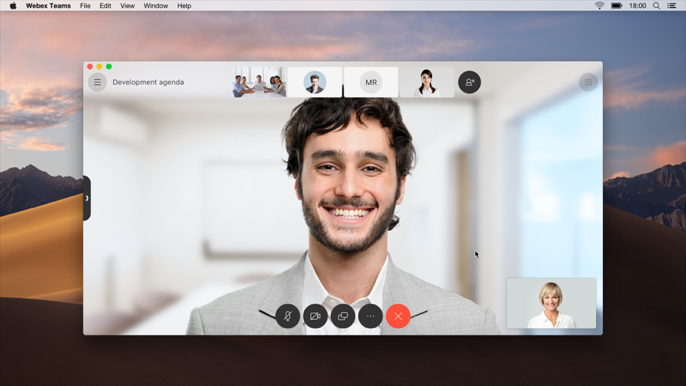 Webex Teams File Edit View Window Help 18:00
Development agenda
MR